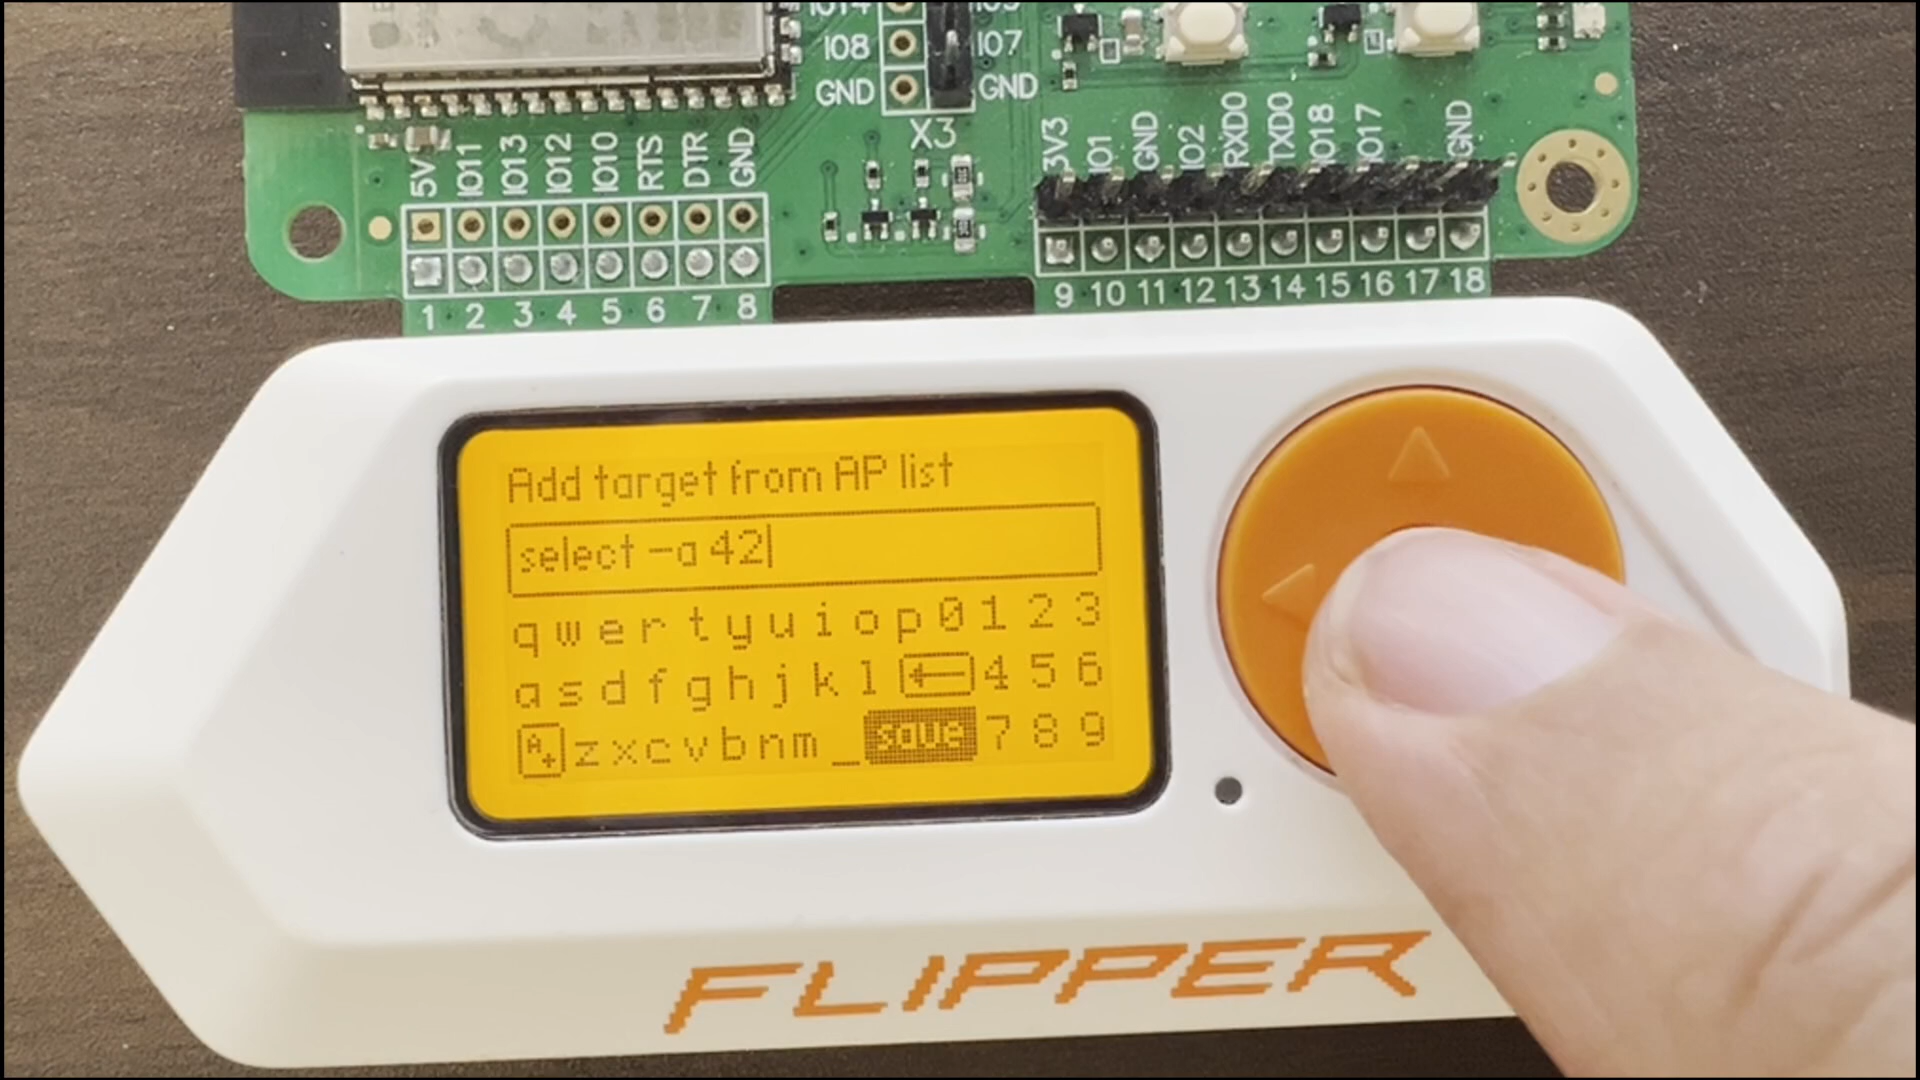 IO8 IO7
GND GND
X3
5V IO11 IO13 IO12 IO10 RTS DTR GND
3V3 IO1 GND IO2 RXD0 TXD0 IO18 IO17 GND
1 2 3 4 5 6 7 8
9 10 11 12 13 14 15 16 17 18
Add target from AP list
select -a 42
q w e r t y u i o p 0 1 2 3
a s d f g h j k l 4 5 6
z x c v b n m _ save 7 8 9
FLIPPER